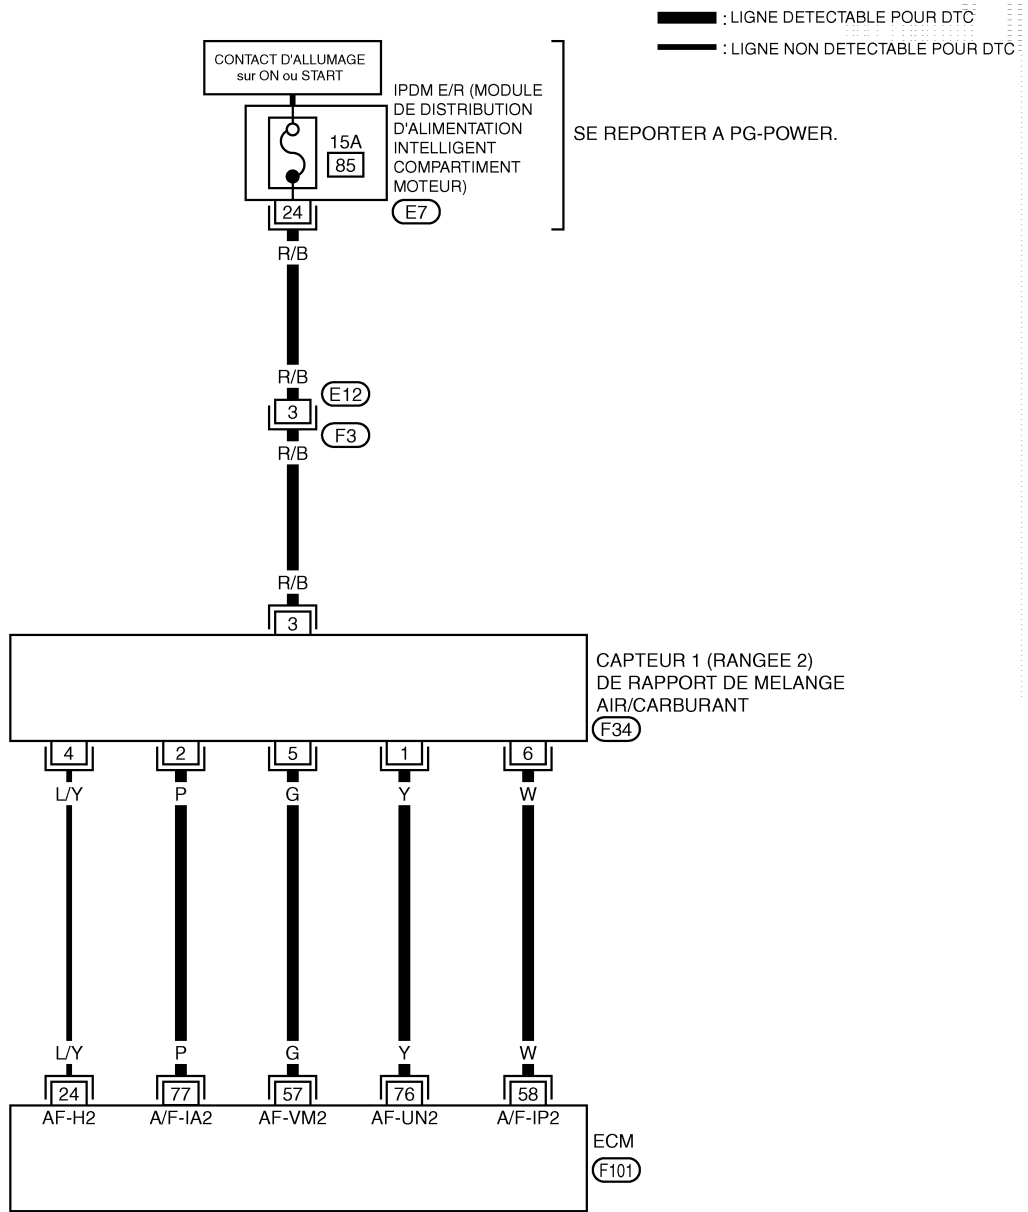 : LIGNE DETECTABLE POUR DTC
: LIGNE NON DETECTABLE POUR DTC
CONTACT D'ALLUMAGE
sur ON ou START
IPDM E/R (MODULE
DE DISTRIBUTION
D'ALIMENTATION
INTELLIGENT
COMPARTIMENT
MOTEUR)
E7
SE REPORTER A PG-POWER.
15A
85
24
R/B
R/B
E12
3
F3
R/B
R/B
3
CAPTEUR 1 (RANGEE 2)
DE RAPPORT DE MELANGE
AIR/CARBURANT
F34
4 2 5 1 6
L/Y P G Y W
L/Y P G Y W
24 77 57 76 58
AF-H2 A/F-IA2 AF-VM2 AF-UN2 A/F-IP2
ECM
F101